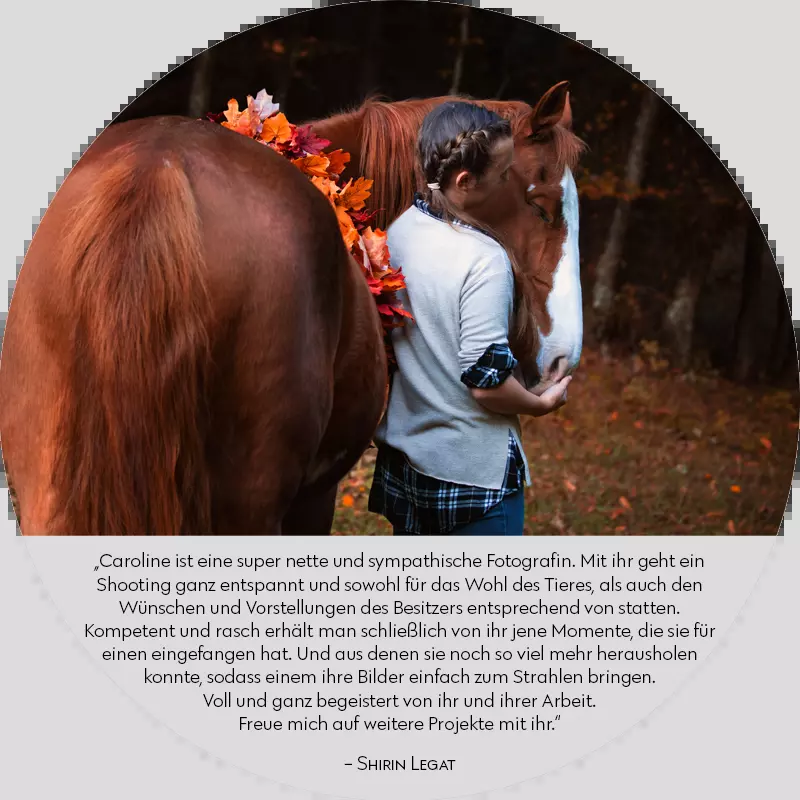 „Caroline ist eine super nette und sympathische Fotografin. Mit ihr geht ein
Shooting ganz entspannt und sowohl für das Wohl des Tieres, als auch den
Wünschen und Vorstellungen des Besitzers entsprechend von statten.
Kompetent und rasch erhält man schließlich von ihr jene Momente, die sie für
einen eingefangen hat. Und aus denen sie noch so viel mehr herausholen
konnte, sodass einem ihre Bilder einfach zum Strahlen bringen.
Voll und ganz begeistert von ihr und ihrer Arbeit.
Freue mich auf weitere Projekte mit ihr.“
– Shirin Legat